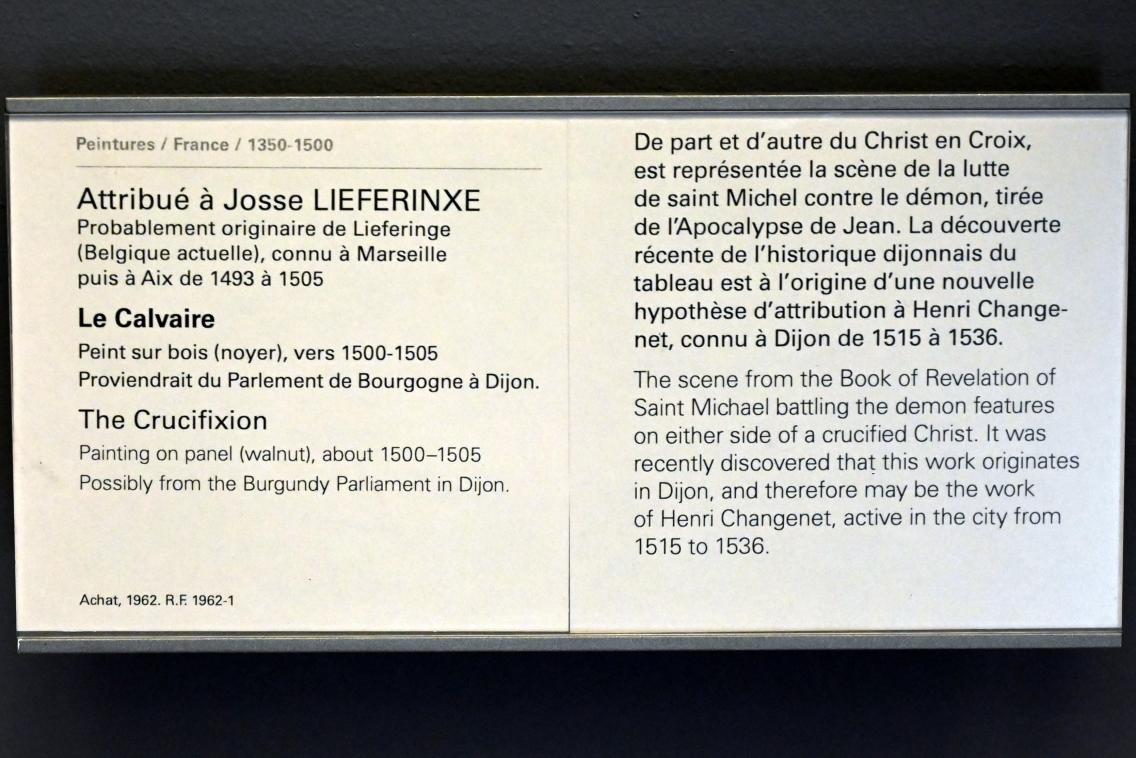 Peintures / France / 1350-1500
Attribué à Josse LIEFERINXE
Probablement originaire de Lieferinge
(Belgique actuelle), connu à Marseille
puis à Aix de 1493 à 1505
Le Calvaire
Peint sur bois (noyer), vers 1500-1505
Proviendrait du Parlement de Bourgogne à Dijon.
The Crucifixion
Painting on panel (walnut), about 1500–1505
Possibly from the Burgundy Parliament in Dijon.
Achat, 1962. R.F. 1962-1
De part et d'autre du Christ en Croix,
est représentée la scène de la lutte
de saint Michel contre le démon, tirée
de l'Apocalypse de Jean. La découverte
récente de l'historique dijonnais du
tableau est à l'origine d'une nouvelle
hypothèse d'attribution à Henri Change-
net, connu à Dijon de 1515 à 1536.
The scene from the Book of Revelation of
Saint Michael battling the demon features
on either side of a crucified Christ. It was
recently discovered that this work originates
in Dijon, and therefore may be the work
of Henri Changenet, active in the city from
1515 to 1536.